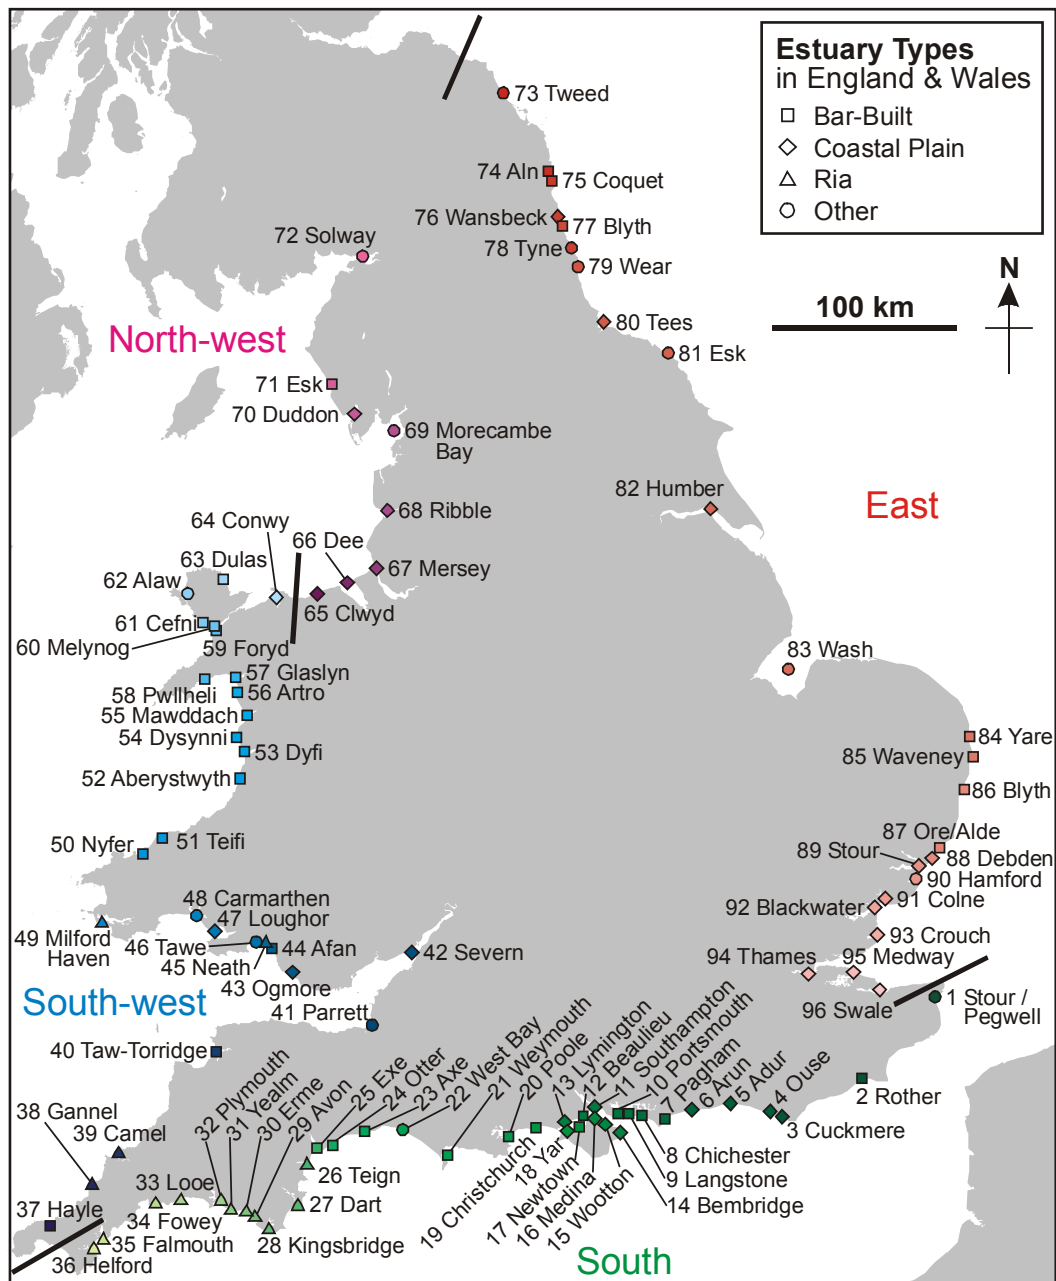 Estuary Types
in England & Wales
Bar-Built
Coastal Plain
Ria
Other
N
100 km
73 Tweed
74 Aln
75 Coquet
76 Wansbeck
77 Blyth
78 Tyne
79 Wear
72 Solway
80 Tees
81 Esk
North-west
71 Esk
70 Duddon
69 Morecambe
Bay
82 Humber
East
68 Ribble
64 Conwy
66 Dee
63 Dulas
67 Mersey
62 Alaw
65 Clwyd
61 Cefni
60 Melynog
59 Foryd
83 Wash
57 Glaslyn
58 Pwllheli
56 Artro
55 Mawddach
54 Dysynni
53 Dyfi
52 Aberystwyth
84 Yare
85 Waveney
86 Blyth
50 Nyfer
51 Teifi
87 Ore/Alde
89 Stour
88 Debden
90 Hamford
91 Colne
92 Blackwater
93 Crouch
48 Carmarthen
47 Loughor
49 Milford
Haven
46 Tawe
44 Afan
45 Neath
43 Ogmore
42 Severn
94 Thames
95 Medway
96 Swale
1 Stour /
Pegwell
South-west
41 Parrett
40 Taw-Torridge
2 Rother
38 Gannel
39 Camel
37 Hayle
32 Plymouth
31 Yealm
30 Erme
29 Avon
25 Exe
24 Otter
23 Axe
22 West Bay
21 Weymouth
20 Poole
13 Lymington
12 Beaulieu
11 Southampton
10 Portsmouth
7 Pagham
6 Arun
5 Adur
4 Ouse
3 Cuckmere
26 Teign
8 Chichester
9 Langstone
14 Bembridge
33 Looe
34 Fowey
27 Dart
35 Falmouth
36 Helford
28 Kingsbridge
19 Christchurch
18 Yar
17 Newtown
16 Medina
15 Wootton
South